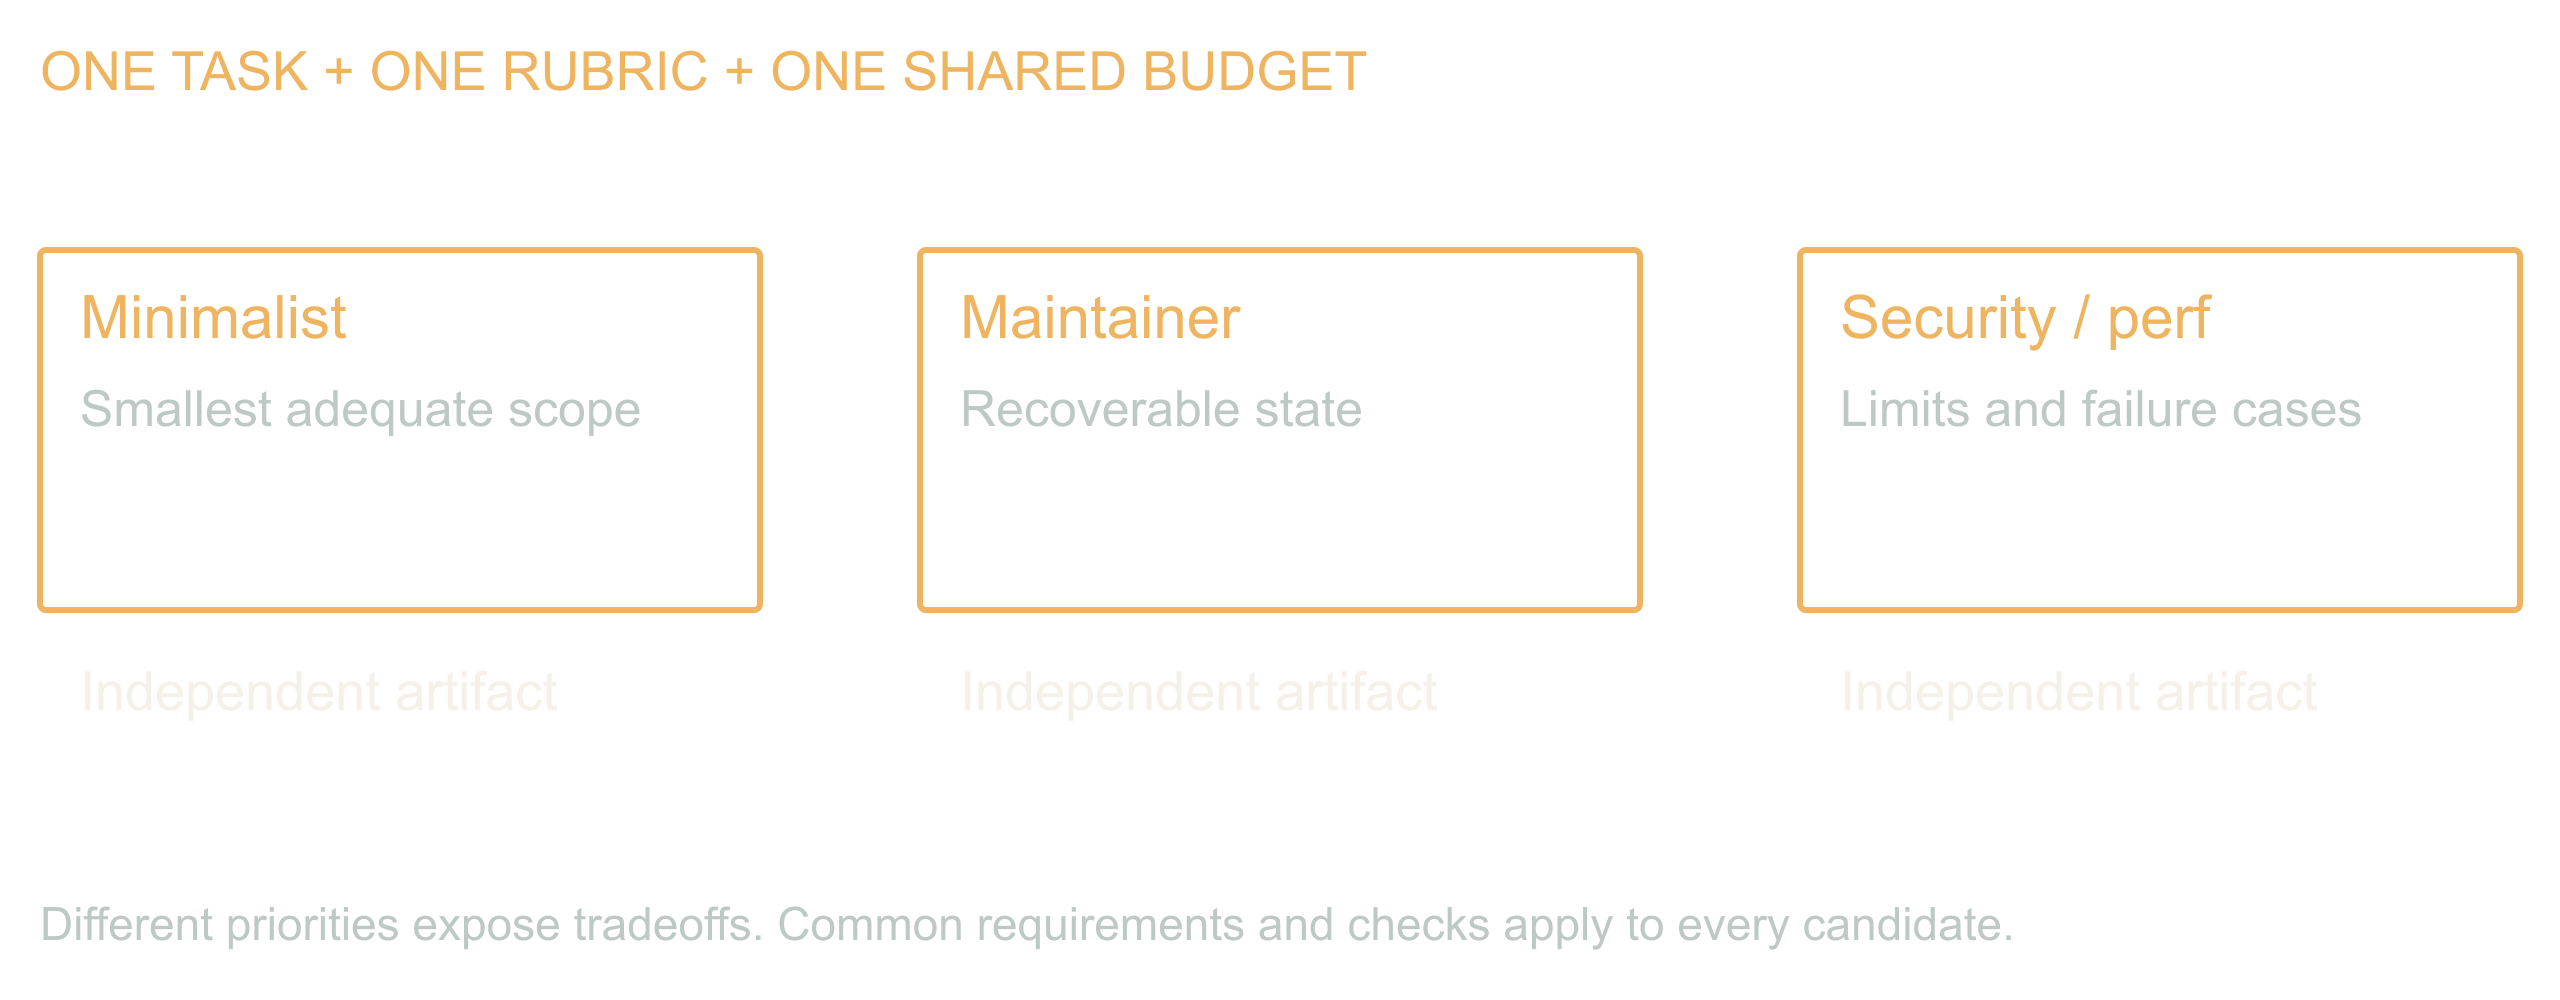 ONE TASK + ONE RUBRIC + ONE SHARED BUDGET
Minimalist
Smallest adequate scope
Independent artifact
Maintainer
Recoverable state
Independent artifact
Security / perf
Limits and failure cases
Independent artifact
Different priorities expose tradeoffs. Common requirements and checks apply to every candidate.